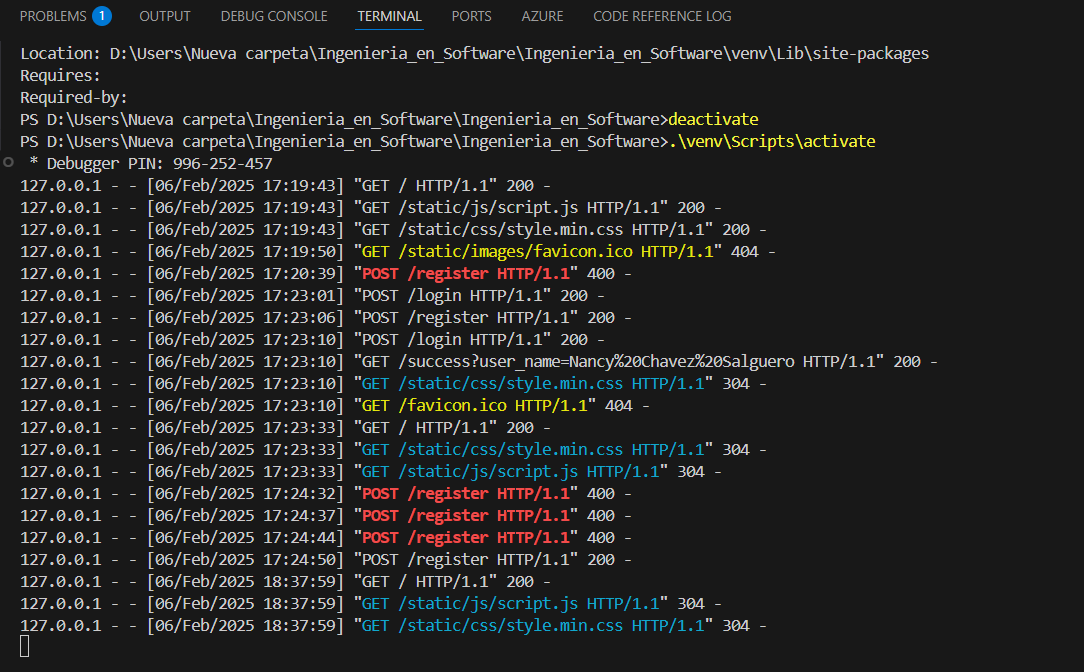 PROBLEMS 1 OUTPUT DEBUG CONSOLE TERMINAL PORTS AZURE CODE REFERENCE LOG
Location: D:\Users\Nueva carpeta\Ingenieria_en_Software\Ingenieria_en_Software\venv\Lib\site-packages
Requires:
Required-by:
PS D:\Users\Nueva carpeta\Ingenieria_en_Software\Ingenieria_en_Software>deactivate
PS D:\Users\Nueva carpeta\Ingenieria_en_Software\Ingenieria_en_Software>.\venv\Scripts\activate
 * Debugger PIN: 996-252-457
127.0.0.1 - - [06/Feb/2025 17:19:43] "GET / HTTP/1.1" 200 -
127.0.0.1 - - [06/Feb/2025 17:19:43] "GET /static/js/script.js HTTP/1.1" 200 -
127.0.0.1 - - [06/Feb/2025 17:19:43] "GET /static/css/style.min.css HTTP/1.1" 200 -
127.0.0.1 - - [06/Feb/2025 17:19:50] "GET /static/images/favicon.ico HTTP/1.1" 404 -
127.0.0.1 - - [06/Feb/2025 17:20:39] "POST /register HTTP/1.1" 400 -
127.0.0.1 - - [06/Feb/2025 17:23:01] "POST /login HTTP/1.1" 200 -
127.0.0.1 - - [06/Feb/2025 17:23:06] "POST /register HTTP/1.1" 200 -
127.0.0.1 - - [06/Feb/2025 17:23:10] "POST /login HTTP/1.1" 200 -
127.0.0.1 - - [06/Feb/2025 17:23:10] "GET /success?user_name=Nancy%20Chavez%20Salguero HTTP/1.1" 200 -
127.0.0.1 - - [06/Feb/2025 17:23:10] "GET /static/css/style.min.css HTTP/1.1" 304 -
127.0.0.1 - - [06/Feb/2025 17:23:10] "GET /favicon.ico HTTP/1.1" 404 -
127.0.0.1 - - [06/Feb/2025 17:23:33] "GET / HTTP/1.1" 200 -
127.0.0.1 - - [06/Feb/2025 17:23:33] "GET /static/css/style.min.css HTTP/1.1" 304 -
127.0.0.1 - - [06/Feb/2025 17:23:33] "GET /static/js/script.js HTTP/1.1" 304 -
127.0.0.1 - - [06/Feb/2025 17:24:32] "POST /register HTTP/1.1" 400 -
127.0.0.1 - - [06/Feb/2025 17:24:37] "POST /register HTTP/1.1" 400 -
127.0.0.1 - - [06/Feb/2025 17:24:44] "POST /register HTTP/1.1" 400 -
127.0.0.1 - - [06/Feb/2025 17:24:50] "POST /register HTTP/1.1" 200 -
127.0.0.1 - - [06/Feb/2025 18:37:59] "GET / HTTP/1.1" 200 -
127.0.0.1 - - [06/Feb/2025 18:37:59] "GET /static/js/script.js HTTP/1.1" 304 -
127.0.0.1 - - [06/Feb/2025 18:37:59] "GET /static/css/style.min.css HTTP/1.1" 304 -